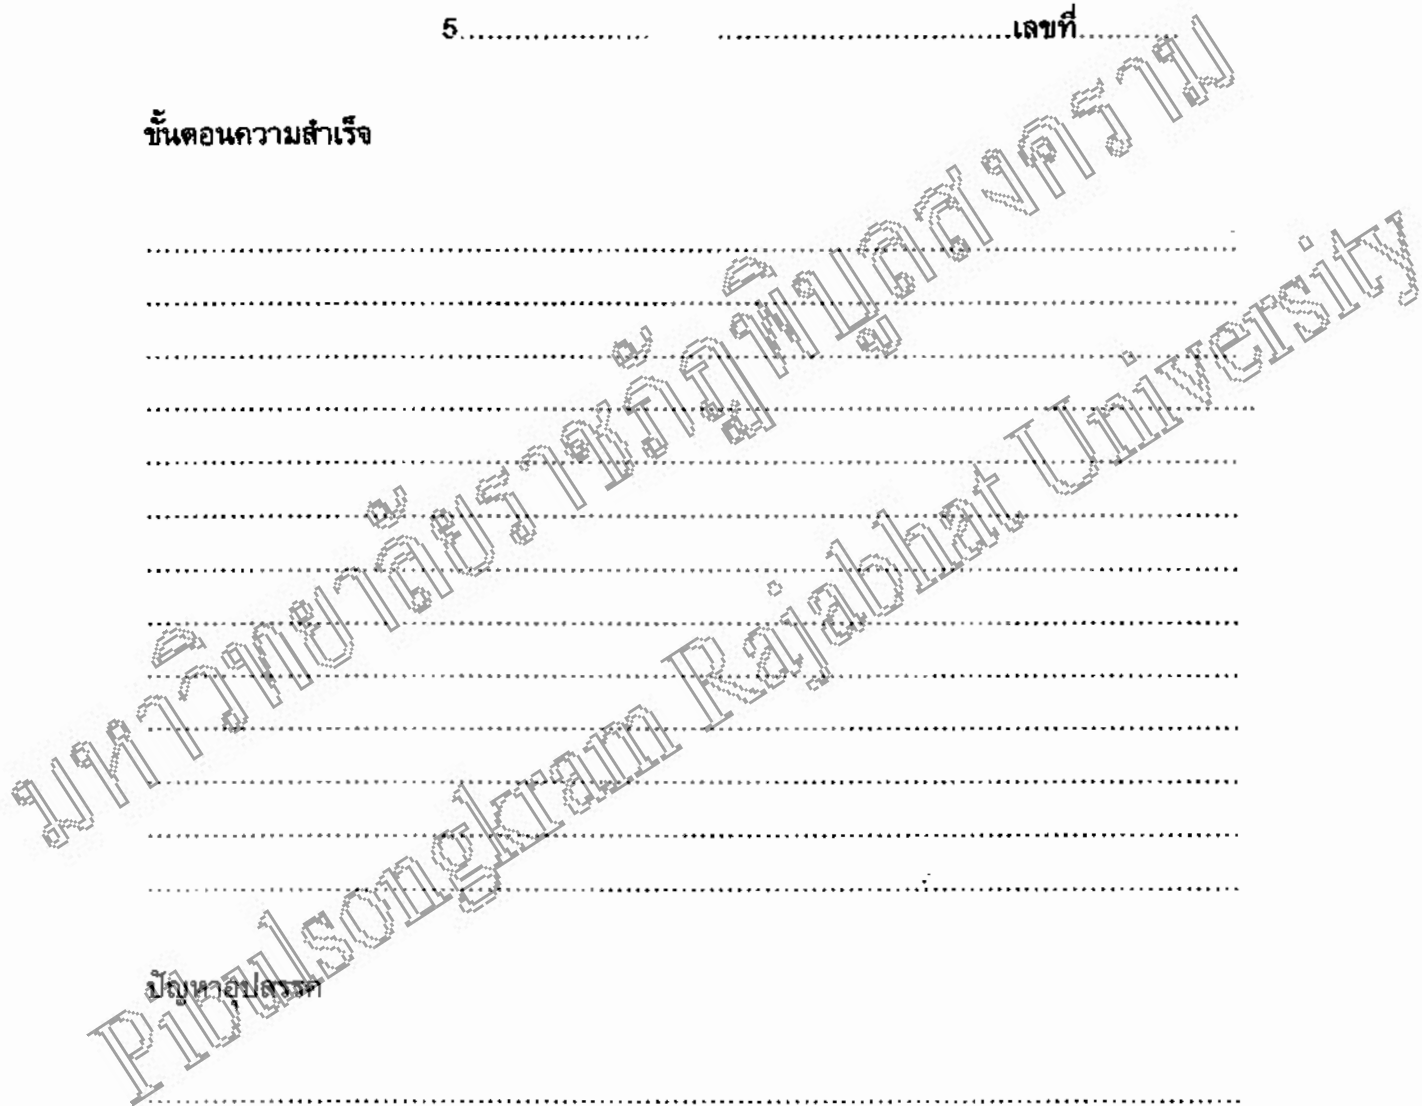 5.................. ..............................เลขที่...........
ขั้นตอนความสำเร็จ
ปัญหาอุปสรรค
มหาวิทยาลัยราชภัฏพิบูลสงคราม
Pibulsongkram Rajabhat University